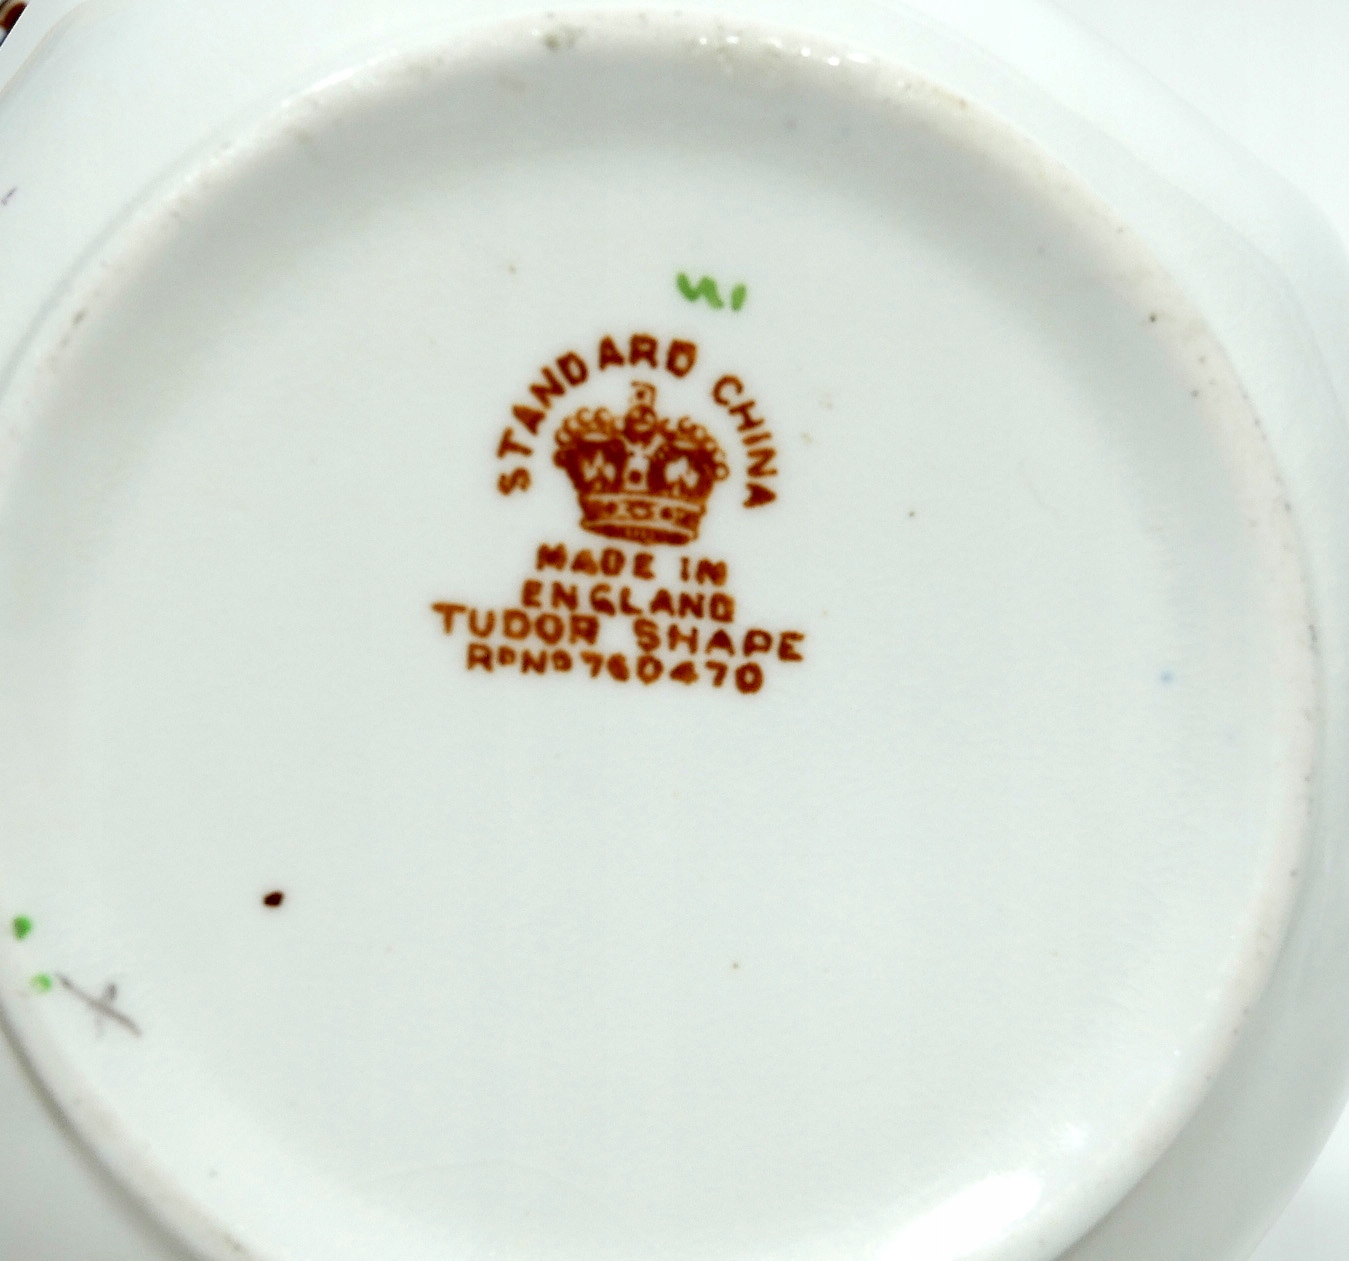 STANDARD CHINA
MADE IN
ENGLAND
TUDOR SHAPE
RᴰNº760470